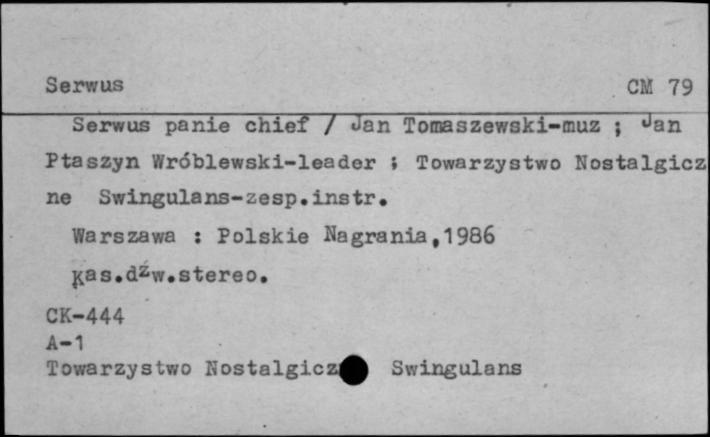 Serwus CM 79
Serwus panie chief / Jan Tomaszewski-muz ; Jan
Ptaszyn Wróblewski-leader ; Towarzystwo Nostalgicz
ne Swingulans-zesp.instr.
Warszawa : Polskie Nagrania,1986
Kas.dźw.stereo.
CK-444
A-1
Towarzystwo Nostalgicz Swingulans